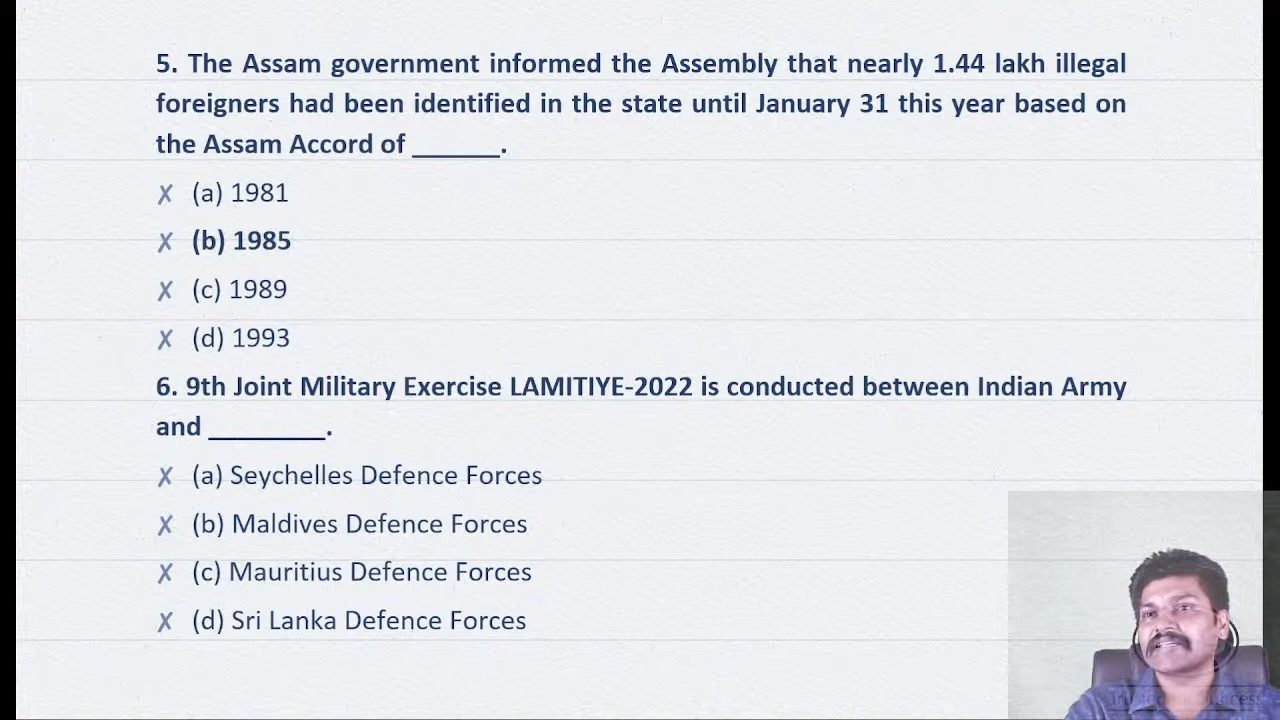 5. The Assam government informed the Assembly that nearly 1.44 lakh illegal
foreigners had been identified in the state until January 31 this year based on
the Assam Accord of ______.
✗ (a) 1981
✗ (b) 1985
✗ (c) 1989
✗ (d) 1993
6. 9th Joint Military Exercise LAMITIYE-2022 is conducted between Indian Army
and ________.
✗ (a) Seychelles Defence Forces
✗ (b) Maldives Defence Forces
✗ (c) Mauritius Defence Forces
✗ (d) Sri Lanka Defence Forces